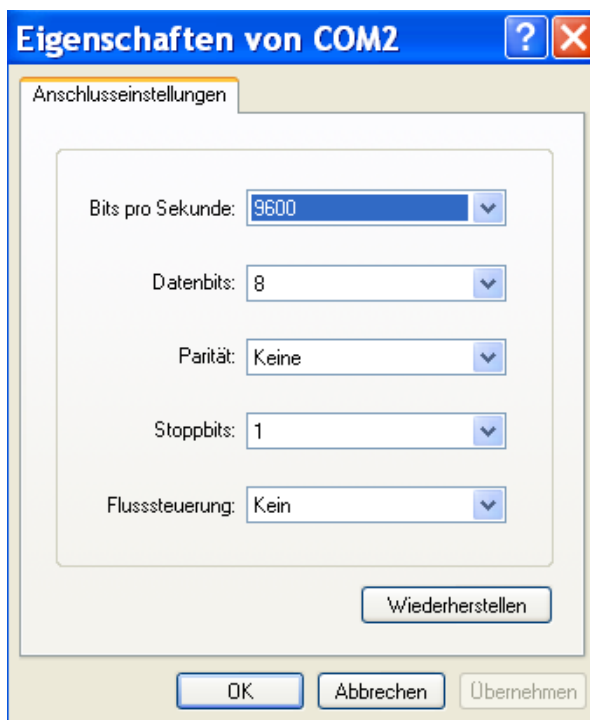 Eigenschaften von COM2
Anschlusseinstellungen
Bits pro Sekunde: 9600
Datenbits: 8
Parität: Keine
Stoppbits: 1
Flusssteuerung: Kein
Wiederherstellen
OK Abbrechen Übernehmen